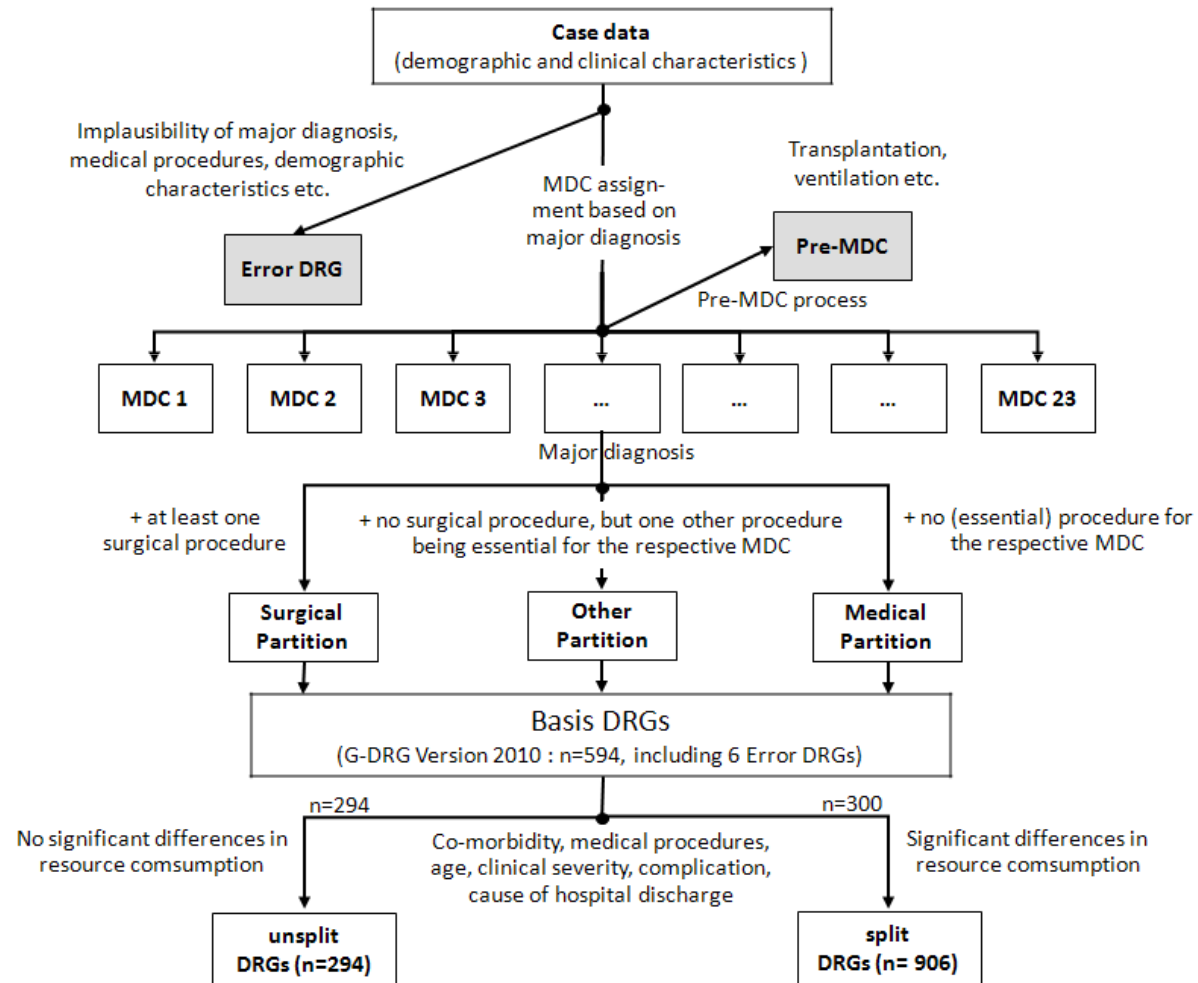 Case data
(demographic and clinical characteristics )
Implausibility of major diagnosis,
medical procedures, demographic
characteristics etc.
MDC assign-
ment based on
major diagnosis
Transplantation,
ventilation etc.
Error DRG
Pre-MDC
Pre-MDC process
MDC 1
MDC 2
MDC 3
...
...
...
MDC 23
Major diagnosis
+ at least one
surgical procedure
+ no surgical procedure, but one other procedure
being essential for the respective MDC
+ no (essential) procedure for
the respective MDC
Surgical
Partition
Other
Partition
Medical
Partition
Basis DRGs
(G-DRG Version 2010 : n=594, including 6 Error DRGs)
n=294
n=300
No significant differences in
resource comsumption
Co-morbidity, medical procedures,
age, clinical severity, complication,
cause of hospital discharge
Significant differences in
resource comsumption
unsplit
DRGs (n=294)
split
DRGs (n= 906)